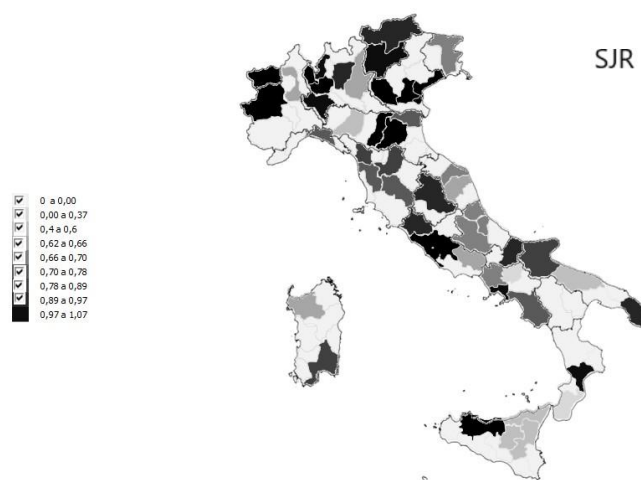 SJR
0 a 0,00
0,00 a 0,37
0,4 a 0,6
0,62 a 0,66
0,66 a 0,70
0,70 a 0,78
0,78 a 0,89
0,89 a 0,97
0,97 a 1,07